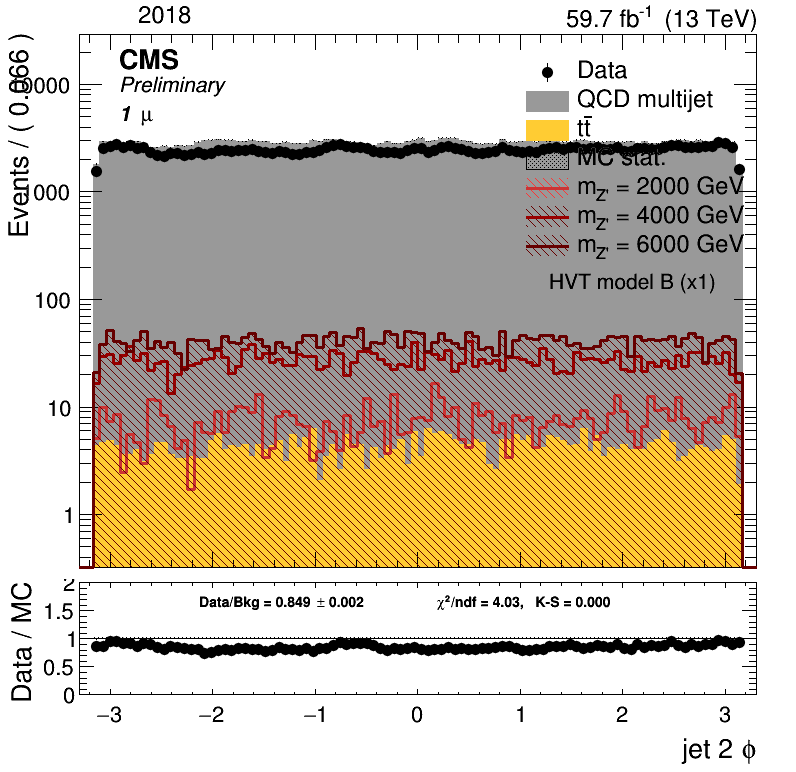 2018
59.7 fb⁻¹ (13 TeV)
CMS
Preliminary
1 μ
Events / ( 0.066 )
0000
000
100
10
1
Data
QCD multijet
tt̄
MC stat.
m_Z' = 2000 GeV
m_Z' = 4000 GeV
m_Z' = 6000 GeV
HVT model B (x1)
Data / MC
2
1.5
1
0.5
0
Data/Bkg = 0.849 ± 0.002
χ²/ndf = 4.03, K-S = 0.000
−3 −2 −1 0 1 2 3
jet 2 ϕ